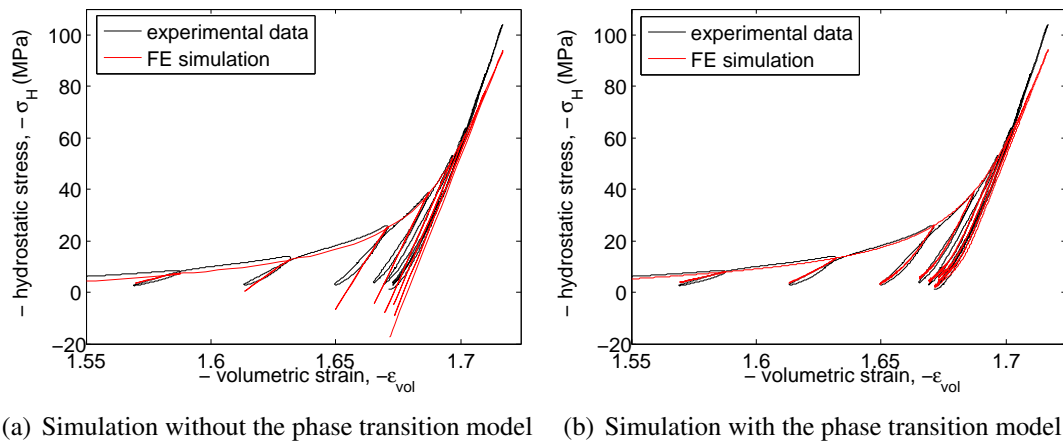 100
80
60
40
20
0
−20
− hydrostatic stress, − σH (MPa)
experimental data
FE simulation
1.55
1.6
1.65
1.7
− volumetric strain, −εvol
(a) Simulation without the phase transition model
100
80
60
40
20
0
−20
− hydrostatic stress, − σH (MPa)
experimental data
FE simulation
1.55
1.6
1.65
1.7
− volumetric strain, −εvol
(b) Simulation with the phase transition model